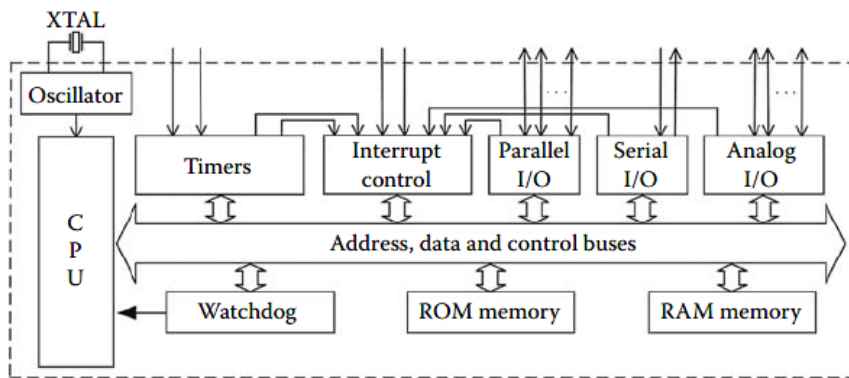 XTAL
Oscillator
Timers
Interrupt
control
Parallel
I/O
Serial
I/O
Analog
I/O
C
P
U
Address, data and control buses
Watchdog
ROM memory
RAM memory